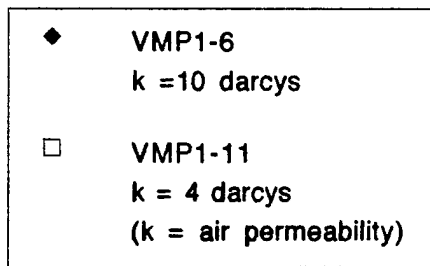 ◆ VMP1-6
k =10 darcys
□ VMP1-11
k = 4 darcys
(k = air permeability)